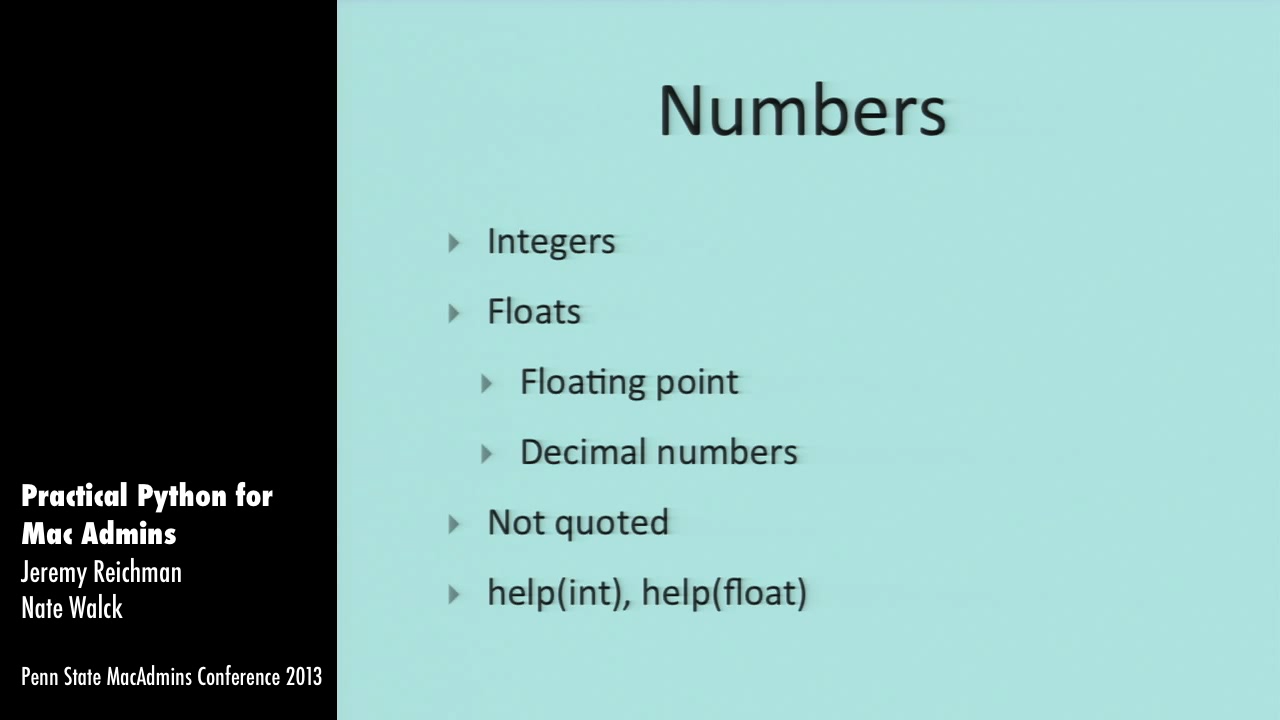 Numbers
Integers
Floats
Floating point
Decimal numbers
Not quoted
help(int), help(float)
Practical Python for
Mac Admins
Jeremy Reichman
Nate Walck
Penn State MacAdmins Conference 2013